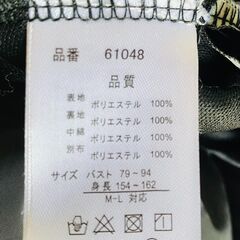 品番 61048
品質
表地 ポリエステル 100%
裏地 ポリエステル 100%
中綿 ポリエステル 100%
別布 ポリエステル 100%
サイズ バスト 79~94
身長 154~162
M-L 対応